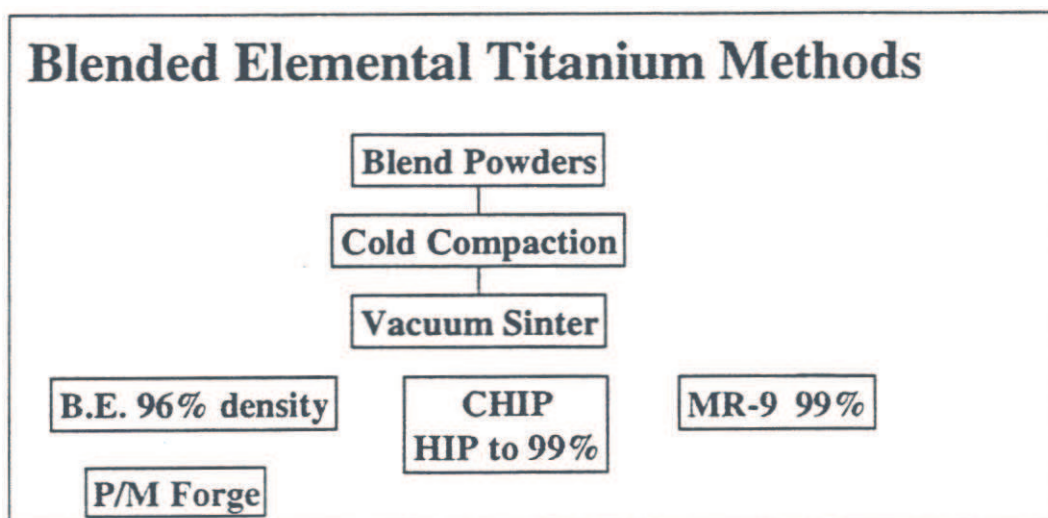 Blended Elemental Titanium Methods
Blend Powders
Cold Compaction
Vacuum Sinter
B.E. 96% density
CHIP
HIP to 99%
MR-9 99%
P/M Forge